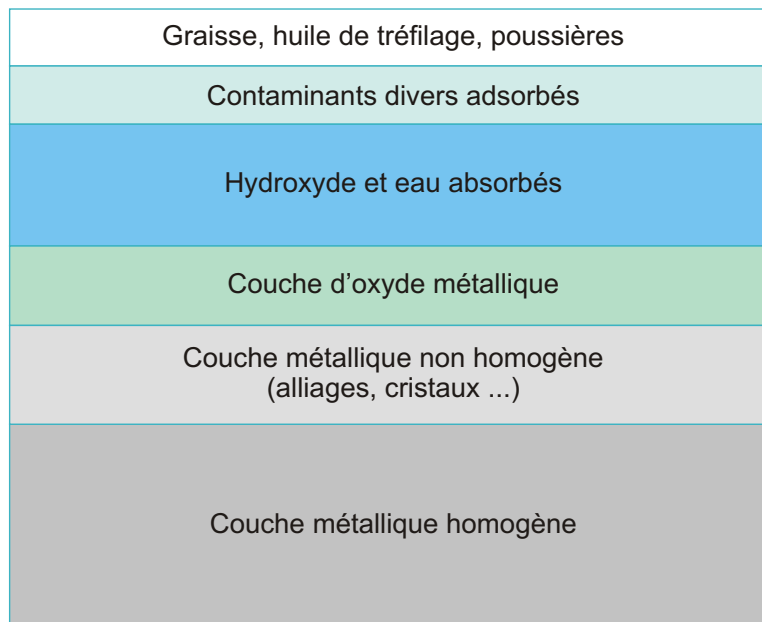 Graisse, huile de tréfilage, poussières
Contaminants divers adsorbés
Hydroxyde et eau absorbés
Couche d’oxyde métallique
Couche métallique non homogène
(alliages, cristaux ...)
Couche métallique homogène